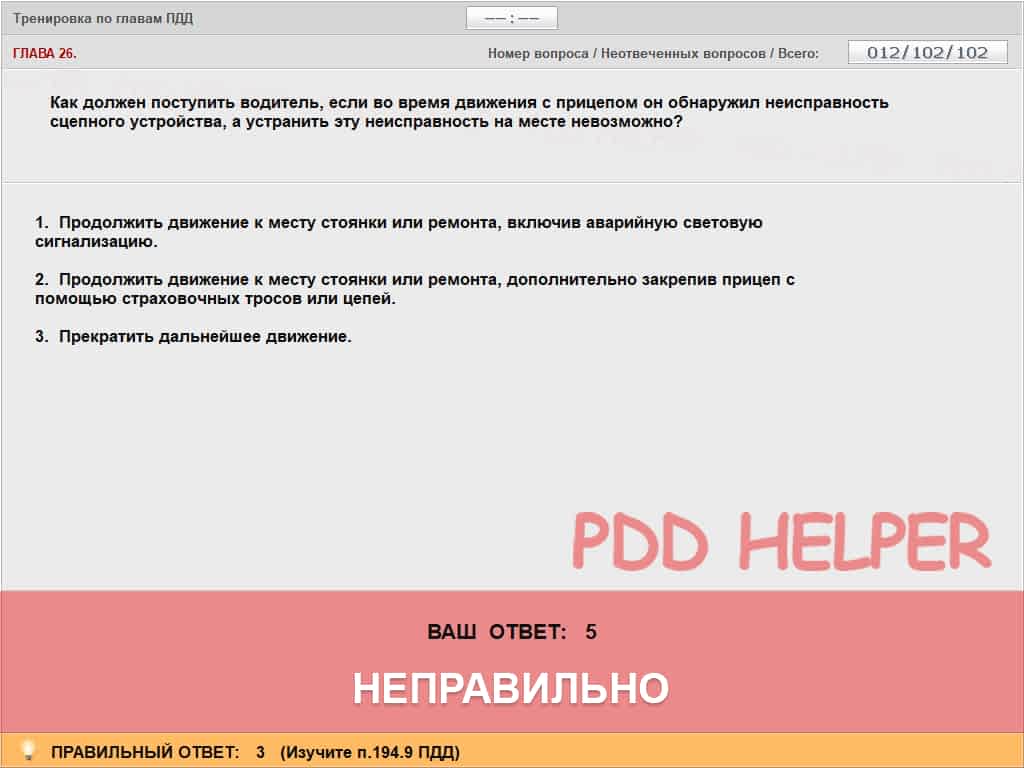 Тренировка по главам ПДД
–– : ––
ГЛАВА 26.
Номер вопроса / Неотвеченных вопросов / Всего:
012/102/102
Как должен поступить водитель, если во время движения с прицепом он обнаружил неисправность
сцепного устройства, а устранить эту неисправность на месте невозможно?
1. Продолжить движение к месту стоянки или ремонта, включив аварийную световую
сигнализацию.
2. Продолжить движение к месту стоянки или ремонта, дополнительно закрепив прицеп с
помощью страховочных тросов или цепей.
3. Прекратить дальнейшее движение.
PDD HELPER
ВАШ ОТВЕТ: 5
НЕПРАВИЛЬНО
ПРАВИЛЬНЫЙ ОТВЕТ: 3 (Изучите п.194.9 ПДД)